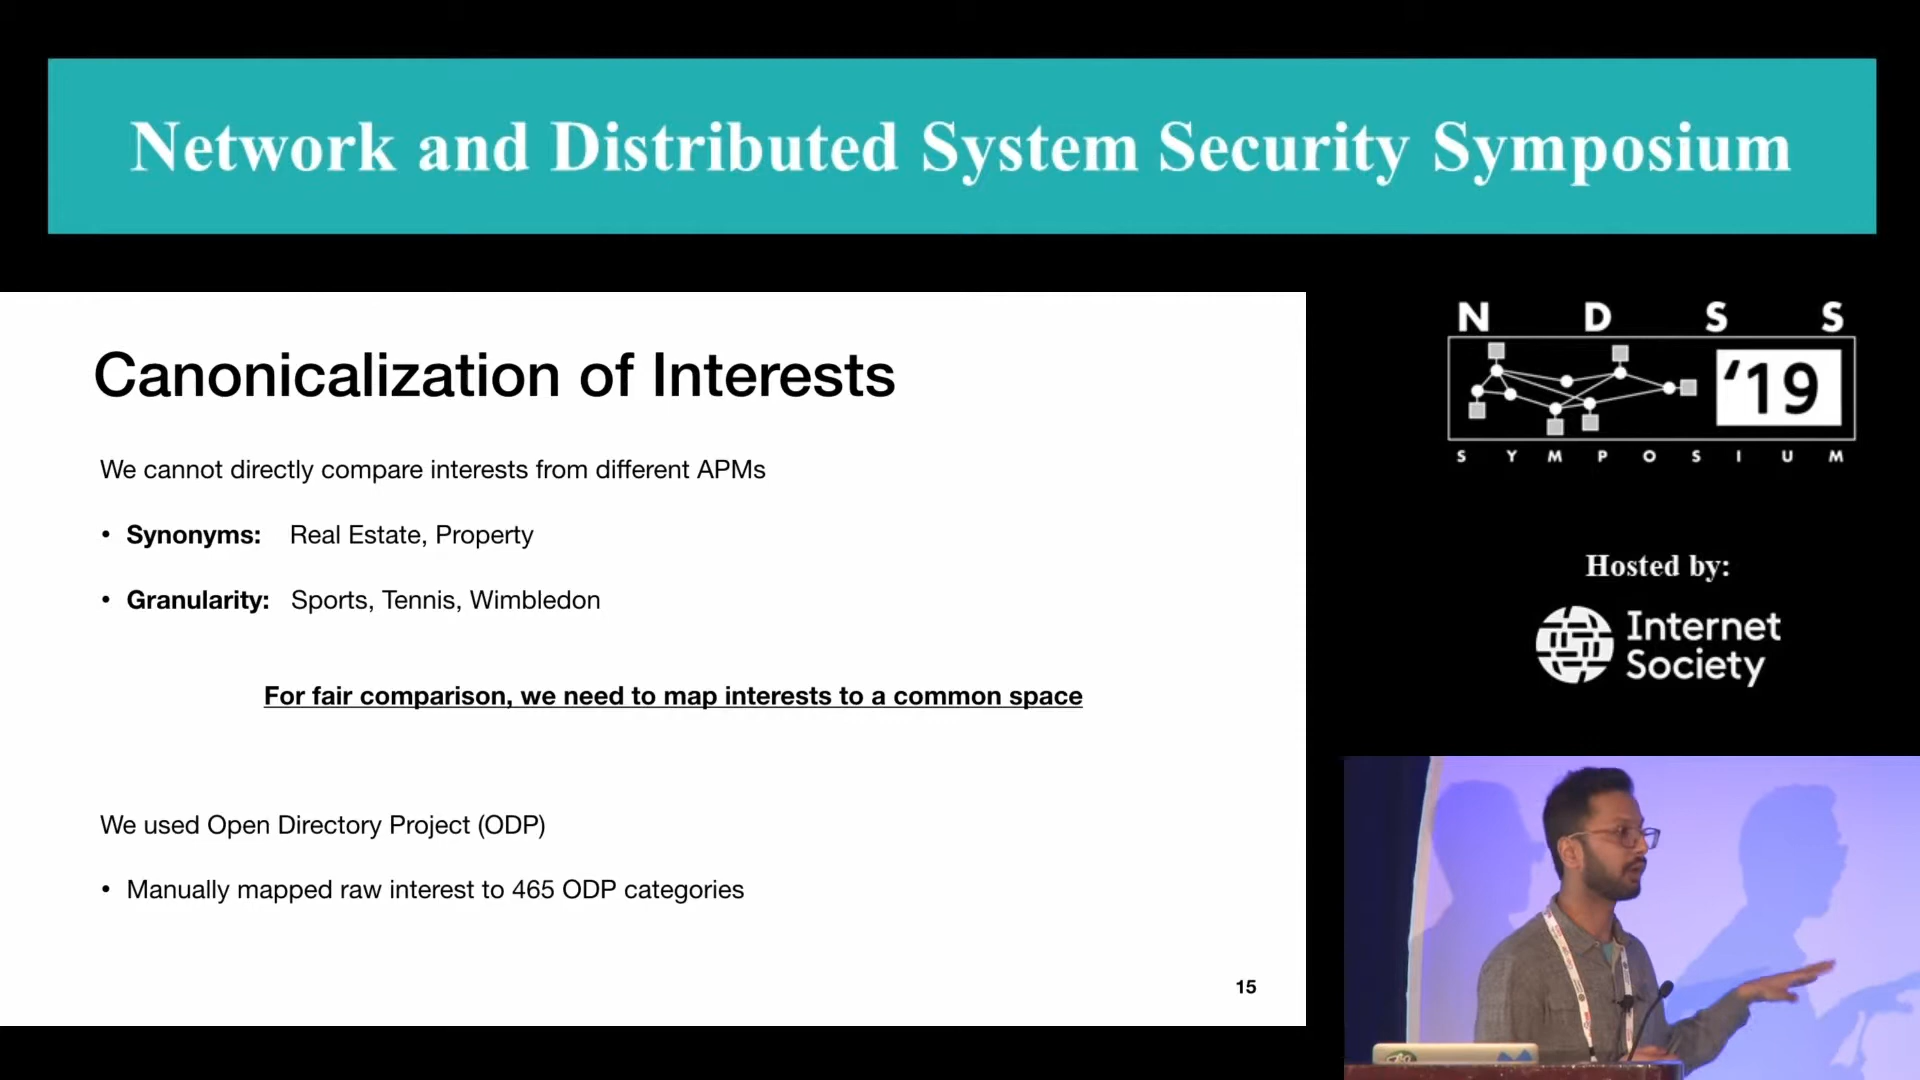 Network and Distributed System Security Symposium
N D S S
‘19
S Y M P O S I U M
Hosted by:
Internet
Society
Canonicalization of Interests
We cannot directly compare interests from different APMs
• Synonyms: Real Estate, Property
• Granularity: Sports, Tennis, Wimbledon
For fair comparison, we need to map interests to a common space
We used Open Directory Project (ODP)
• Manually mapped raw interest to 465 ODP categories
15